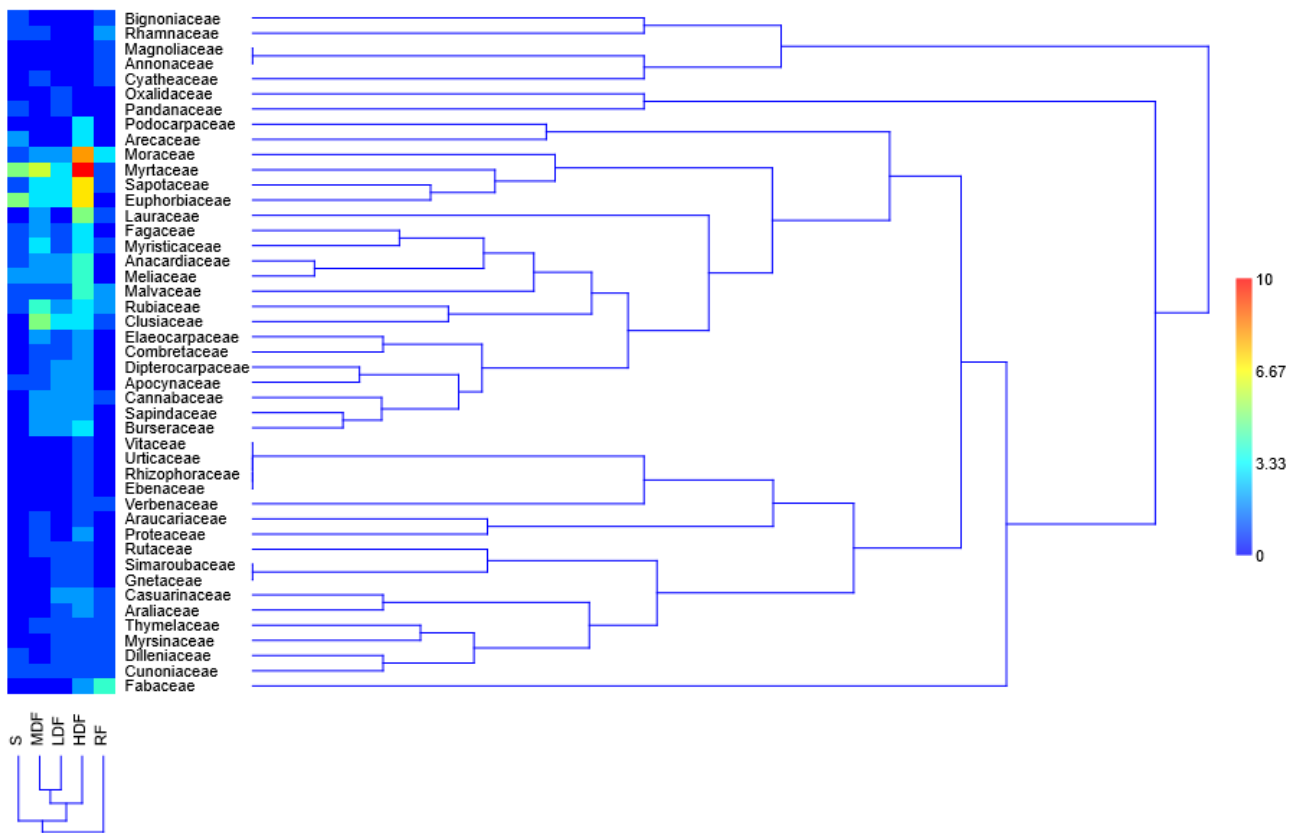 Bignoniaceae
Rhamnaceae
Magnoliaceae
Annonaceae
Cyatheaceae
Oxalidaceae
Pandanaceae
Podocarpaceae
Arecaceae
Moraceae
Myrtaceae
Sapotaceae
Euphorbiaceae
Lauraceae
Fagaceae
Myristicaceae
Anacardiaceae
Meliaceae
Malvaceae
Rubiaceae
Clusiaceae
Elaeocarpaceae
Combretaceae
Dipterocarpaceae
Apocynaceae
Cannabaceae
Sapindaceae
Burseraceae
Vitaceae
Urticaceae
Rhizophoraceae
Ebenaceae
Verbenaceae
Araucariaceae
Proteaceae
Rutaceae
Simaroubaceae
Gnetaceae
Casuarinaceae
Araliaceae
Thymelaceae
Myrsinaceae
Dilleniaceae
Cunoniaceae
Fabaceae
10
6.67
3.33
0
S
MDF
LDF
HDF
RF